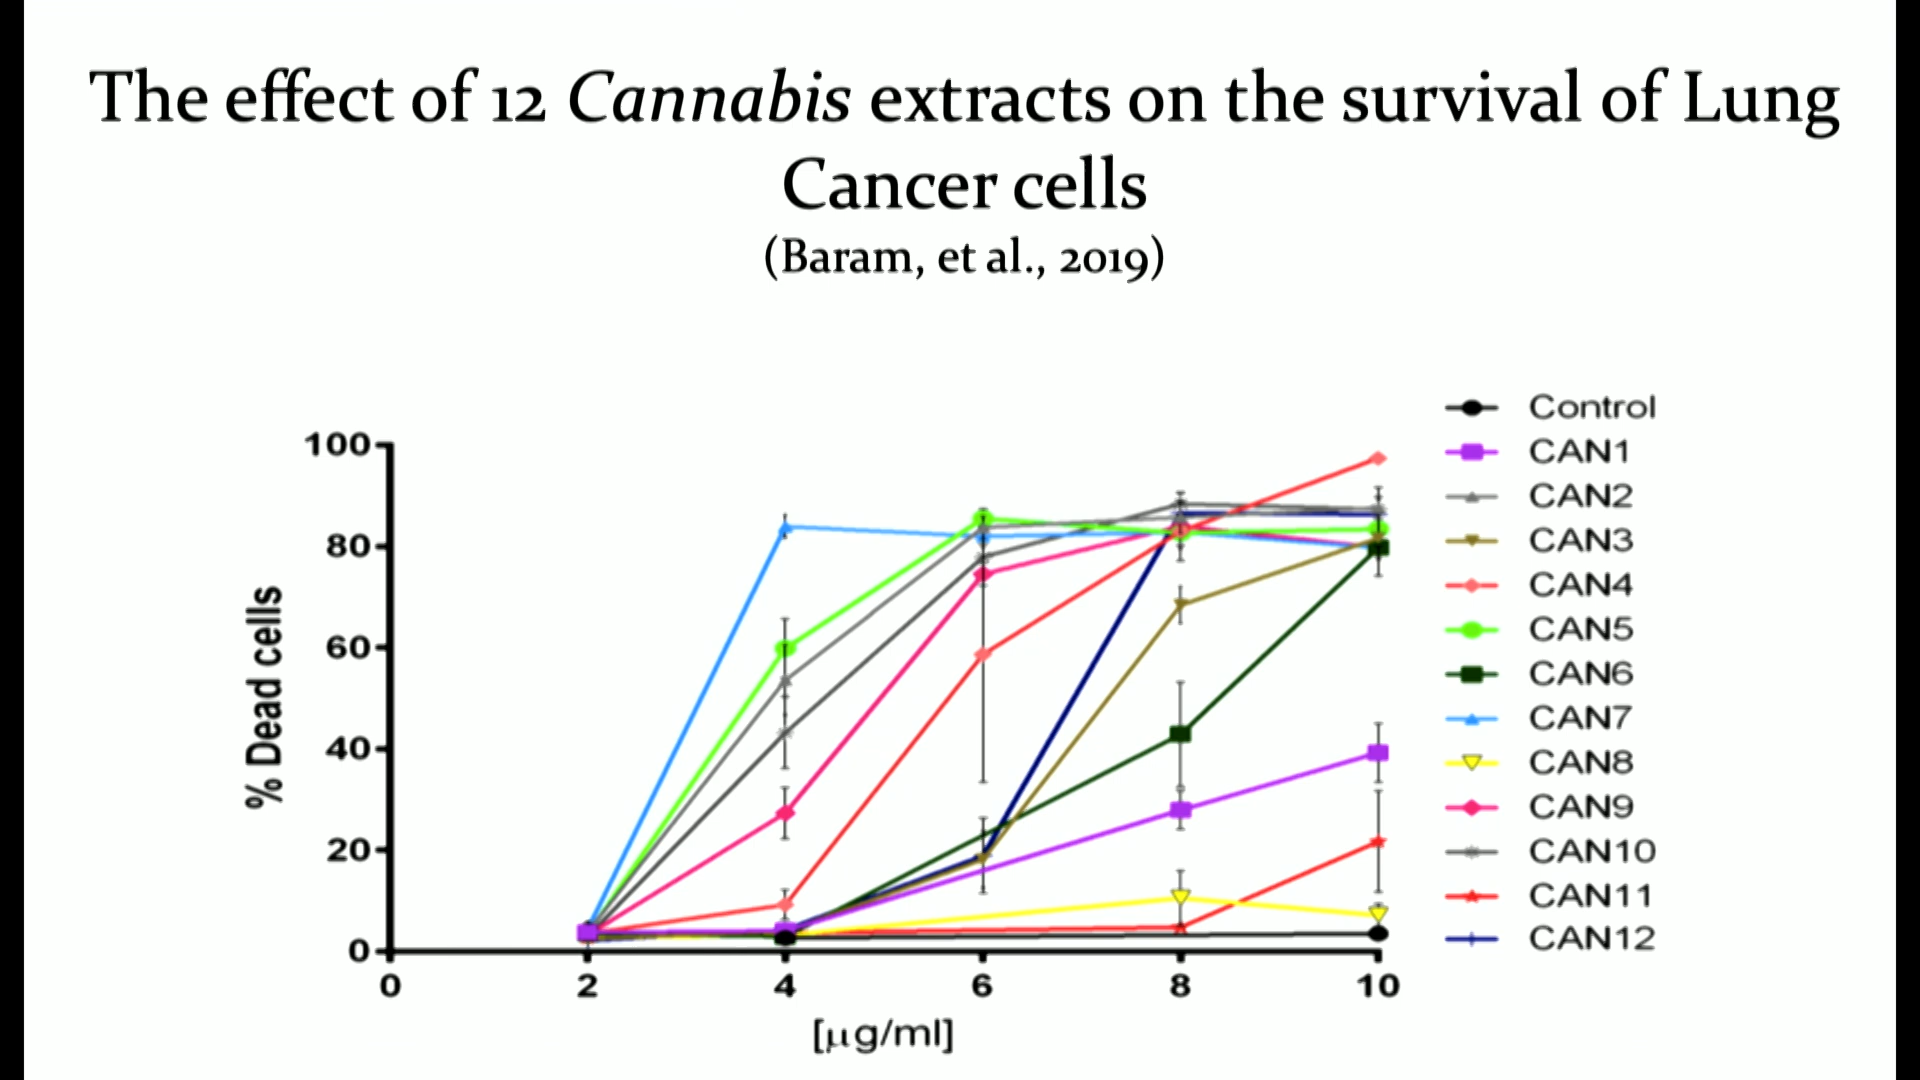 The effect of 12 Cannabis extracts on the survival of Lung
Cancer cells
(Baram, et al., 2019)
% Dead cells
100
80
60
40
20
0
0 2 4 6 8 10
[µg/ml]
Control
CAN1
CAN2
CAN3
CAN4
CAN5
CAN6
CAN7
CAN8
CAN9
CAN10
CAN11
CAN12